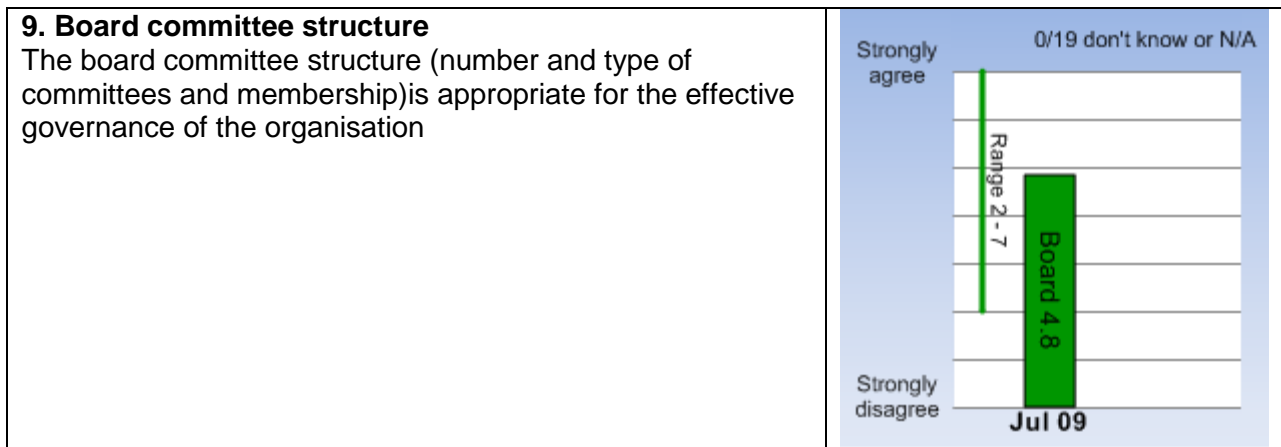 9. Board committee structure
The board committee structure (number and type of
committees and membership)is appropriate for the effective
governance of the organisation
0/19 don't know or N/A
Strongly
agree
Range 2 - 7
Board 4.8
Strongly
disagree
Jul 09